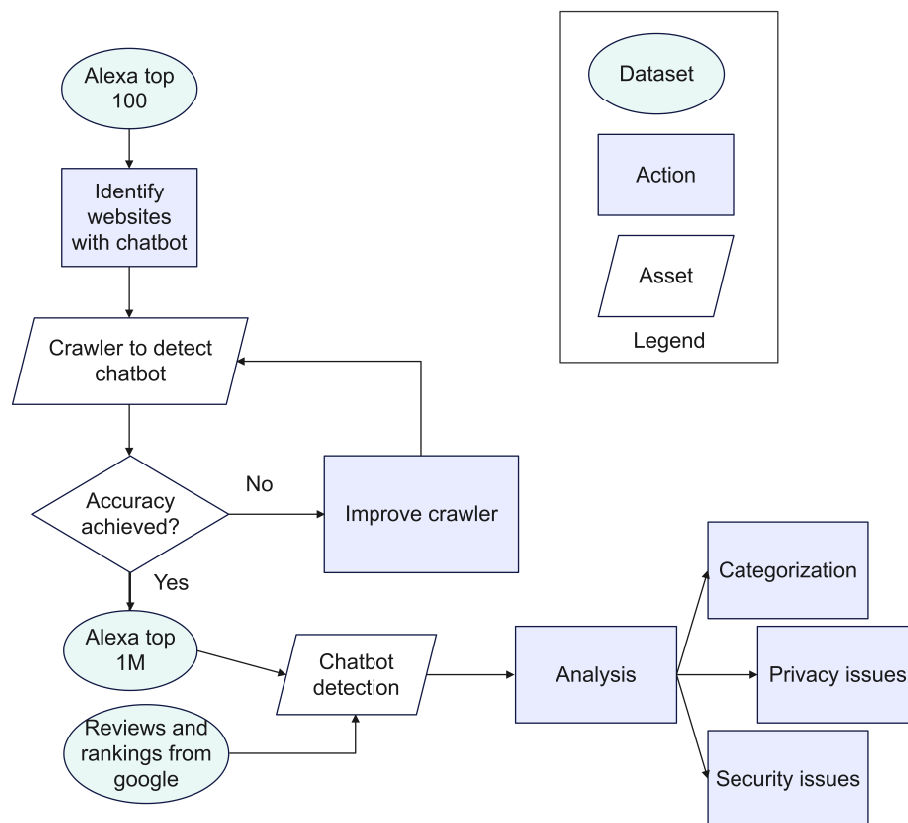 Alexa top
100
Identify
websites
with chatbot
Crawler to detect
chatbot
Accuracy
achieved?
No
Improve crawler
Yes
Alexa top
1M
Reviews and
rankings from
google
Chatbot
detection
Analysis
Categorization
Privacy issues
Security issues
Dataset
Action
Asset
Legend